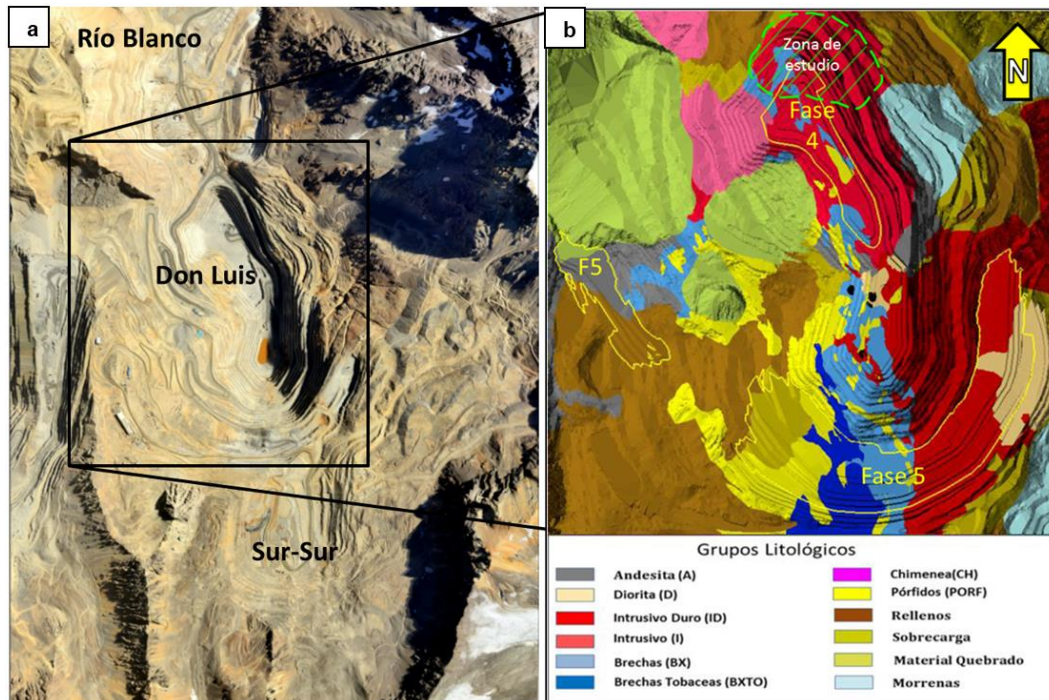 a
Río Blanco
Don Luis
Sur-Sur
b
Zona de
estudio
N
Fase
4
F5
Fase 5
Grupos Litológicos
Andesita (A)
Diorita (D)
Intrusivo Duro (ID)
Intrusivo (I)
Brechas (BX)
Brechas Tobaceas (BXTO)
Chimenea(CH)
Pórfidos (PORF)
Rellenos
Sobrecarga
Material Quebrado
Morrenas